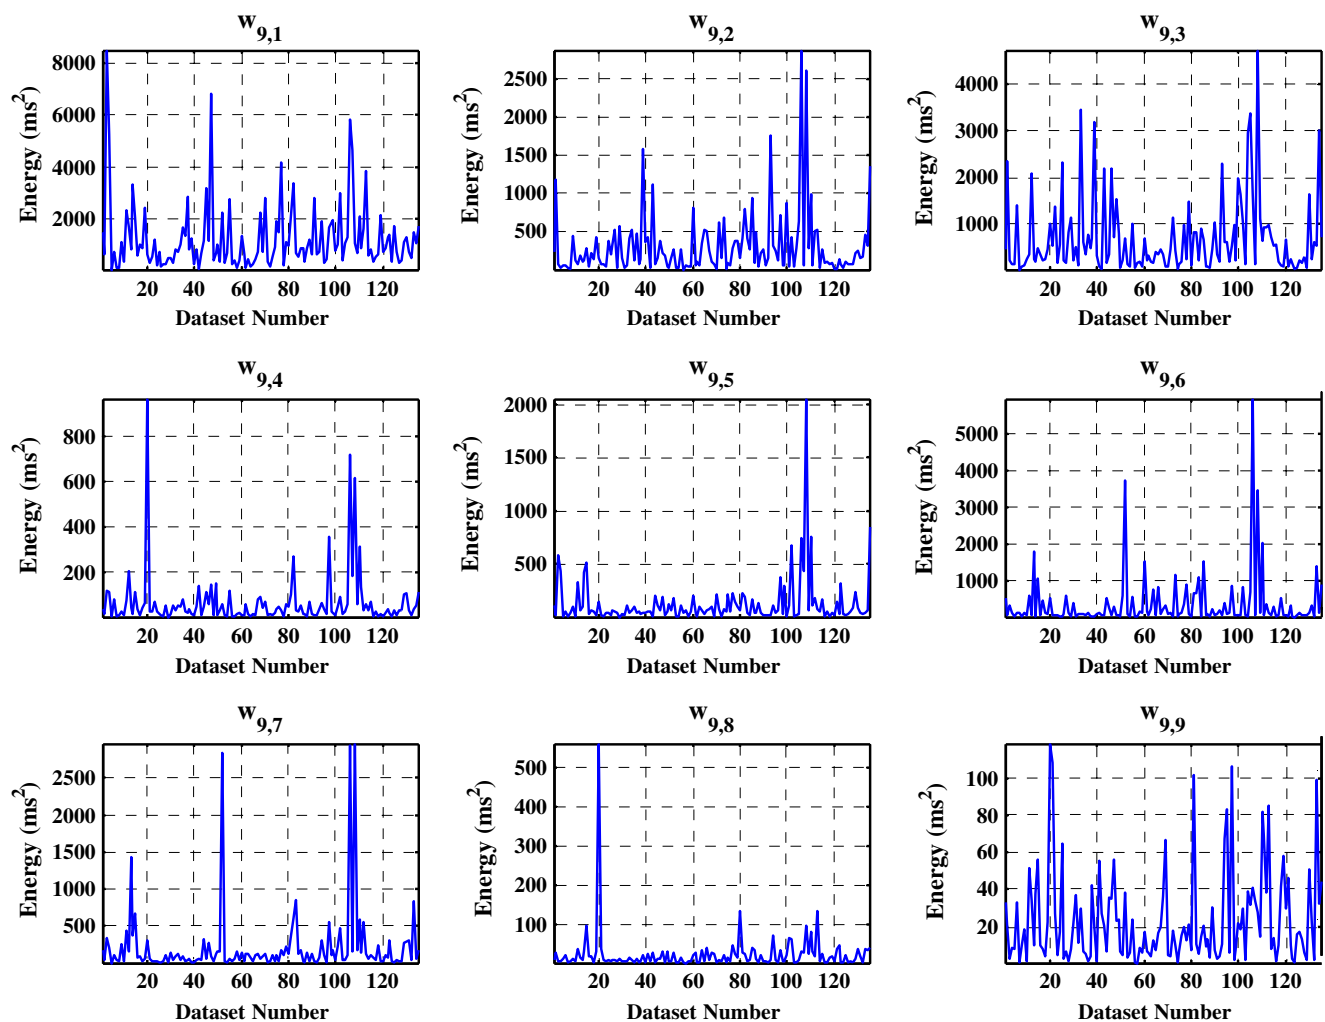 w9,1
8000
6000
4000
2000
Energy (ms2)
20 40 60 80 100 120
Dataset Number
w9,2
2500
2000
1500
1000
500
Energy (ms2)
20 40 60 80 100 120
Dataset Number
w9,3
4000
3000
2000
1000
Energy (ms2)
20 40 60 80 100 120
Dataset Number
w9,4
800
600
400
200
Energy (ms2)
20 40 60 80 100 120
Dataset Number
w9,5
2000
1500
1000
500
Energy (ms2)
20 40 60 80 100 120
Dataset Number
w9,6
5000
4000
3000
2000
1000
Energy (ms2)
20 40 60 80 100 120
Dataset Number
w9,7
2500
2000
1500
1000
500
Energy (ms2)
20 40 60 80 100 120
Dataset Number
w9,8
500
400
300
200
100
Energy (ms2)
20 40 60 80 100 120
Dataset Number
w9,9
100
80
60
40
20
Energy (ms2)
20 40 60 80 100 120
Dataset Number